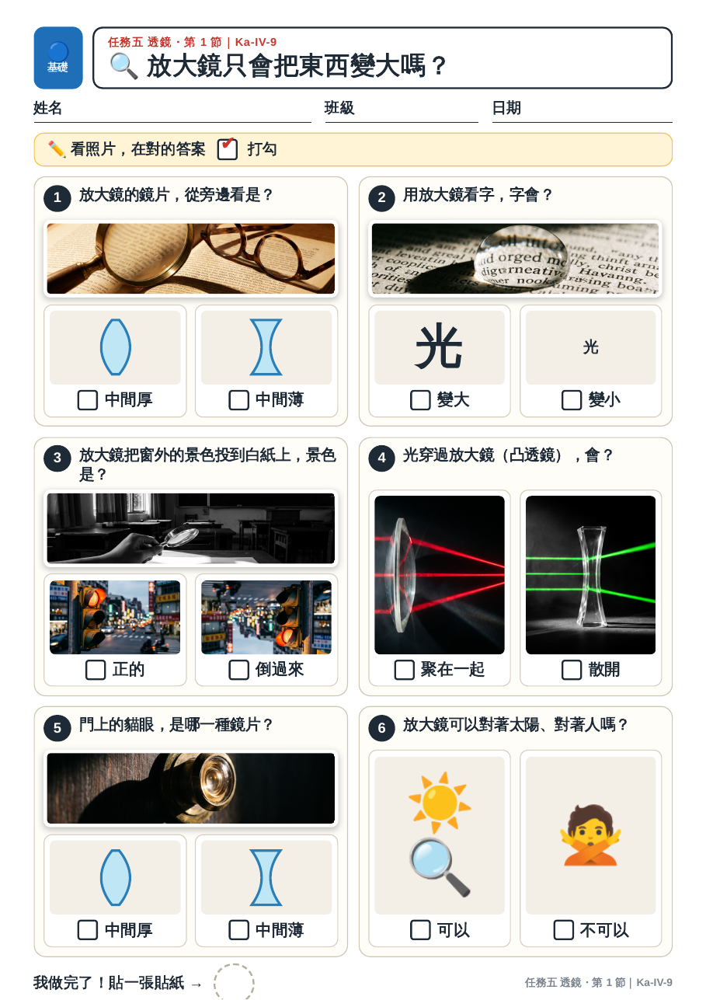 基礎
任務五 透鏡・第 1 節｜Ka-IV-9
放大鏡只會把東西變大嗎？
姓名
班級
日期
看照片，在對的答案 打勾
1 放大鏡的鏡片，從旁邊看是？
中間厚
中間薄
2 用放大鏡看字，字會？
光
光
變大
變小
3 放大鏡把窗外的景色投到白紙上，景色
是？
正的
倒過來
4 光穿過放大鏡（凸透鏡），會？
聚在一起
散開
5 門上的貓眼，是哪一種鏡片？
中間厚
中間薄
6 放大鏡可以對著太陽、對著人嗎？
可以
不可以
我做完了！貼一張貼紙 →
任務五 透鏡・第 1 節｜Ka-IV-9